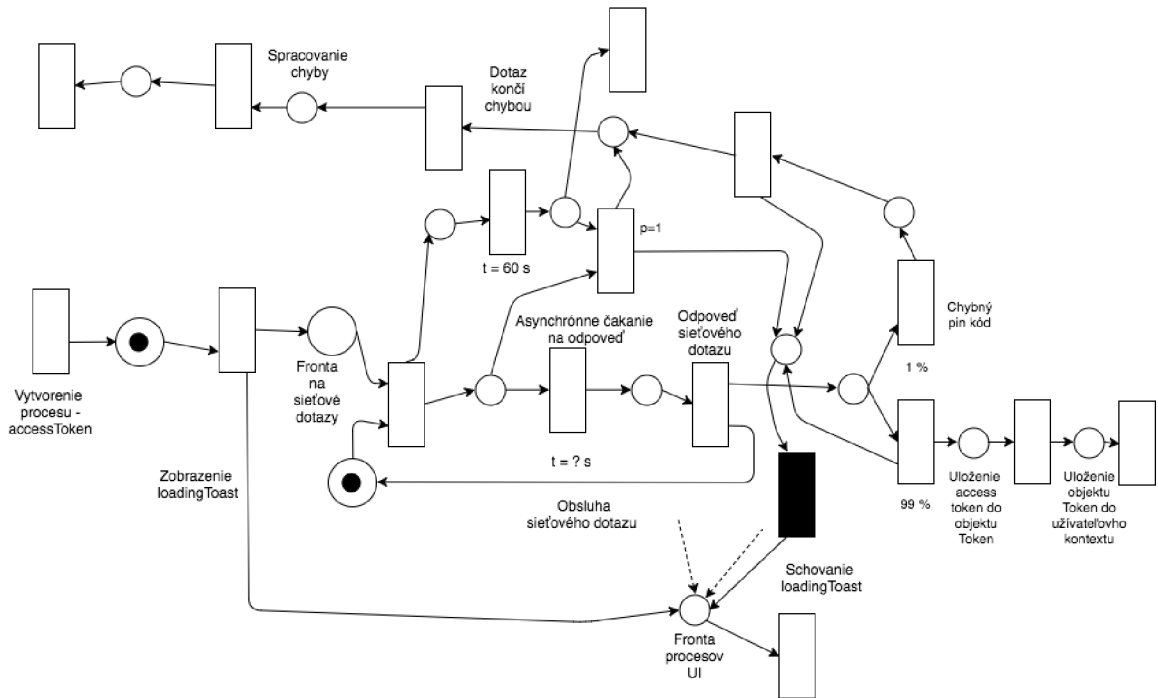 Spracovanie
chyby
Dotaz
končí
chybou
p=1
t = 60 s
Asynchrónne čakanie
na odpoveď
Odpoveď
sieťového
dotazu
Chybný
pin kód
1 %
Fronta
na
sieťové
dotazy
Vytvorenie
procesu -
accessToken
Zobrazenie
loadingToast
t = ? s
Obsluha
sieťového dotazu
99 %
Uloženie
access
token do
objektu
Token
Uloženie
objektu
Token do
užívateľovho
kontextu
Schovanie
loadingToast
Fronta
procesov
UI